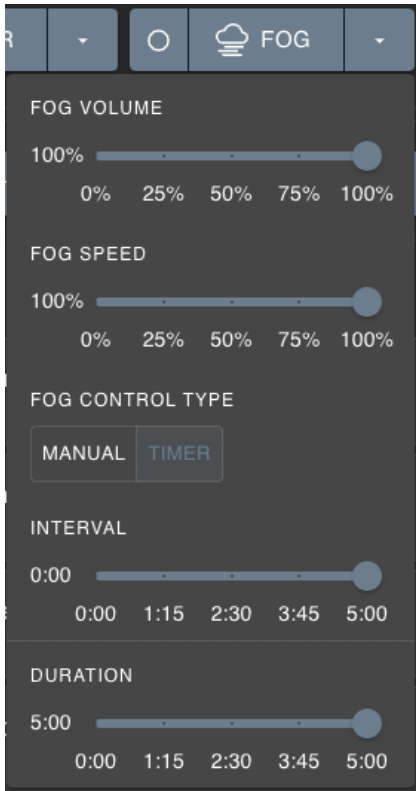 R FOG
FOG VOLUME
100%
0% 25% 50% 75% 100%
FOG SPEED
100%
0% 25% 50% 75% 100%
FOG CONTROL TYPE
MANUAL TIMER
INTERVAL
0:00
0:00 1:15 2:30 3:45 5:00
DURATION
5:00
0:00 1:15 2:30 3:45 5:00